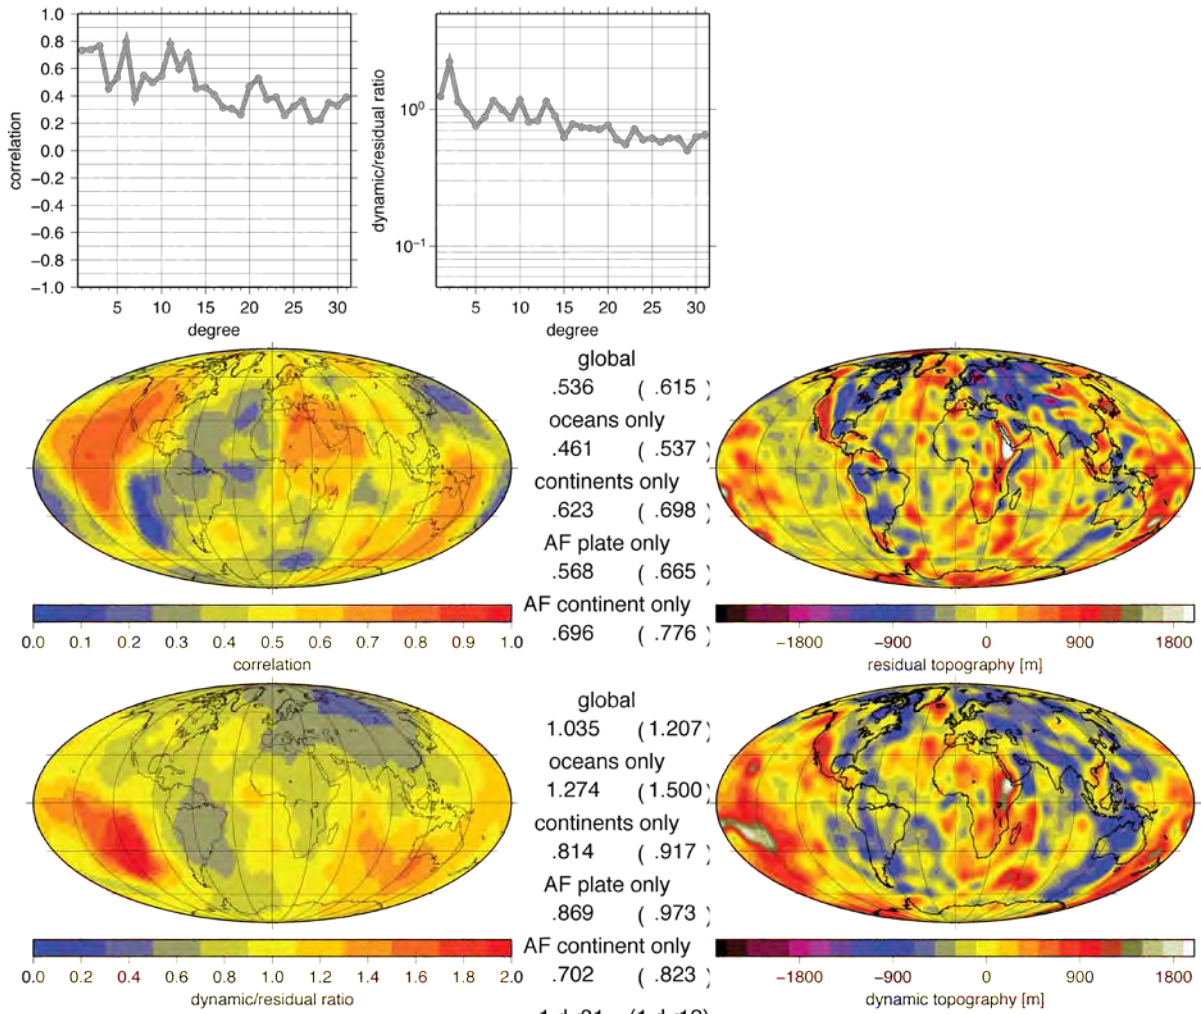 1.0
0.8
0.6
0.4
0.2
0.0
−0.2
−0.4
−0.6
−0.8
−1.0
correlation
5 10 15 20 25 30
degree
10⁰
10⁻¹
dynamic/residual ratio
5 10 15 20 25 30
degree
global
.536 ( .615 )
oceans only
.461 ( .537 )
continents only
.623 ( .698 )
AF plate only
.568 ( .665 )
AF continent only
.696 ( .776 )
0.0 0.1 0.2 0.3 0.4 0.5 0.6 0.7 0.8 0.9 1.0
correlation
−1800 −900 0 900 1800
residual topography [m]
global
1.035 ( 1.207 )
oceans only
1.274 ( 1.500 )
continents only
.814 ( .917 )
AF plate only
.869 ( .973 )
AF continent only
.702 ( .823 )
0.0 0.2 0.4 0.6 0.8 1.0 1.2 1.4 1.6 1.8 2.0
dynamic/residual ratio
−1800 −900 0 900 1800
dynamic topography [m]